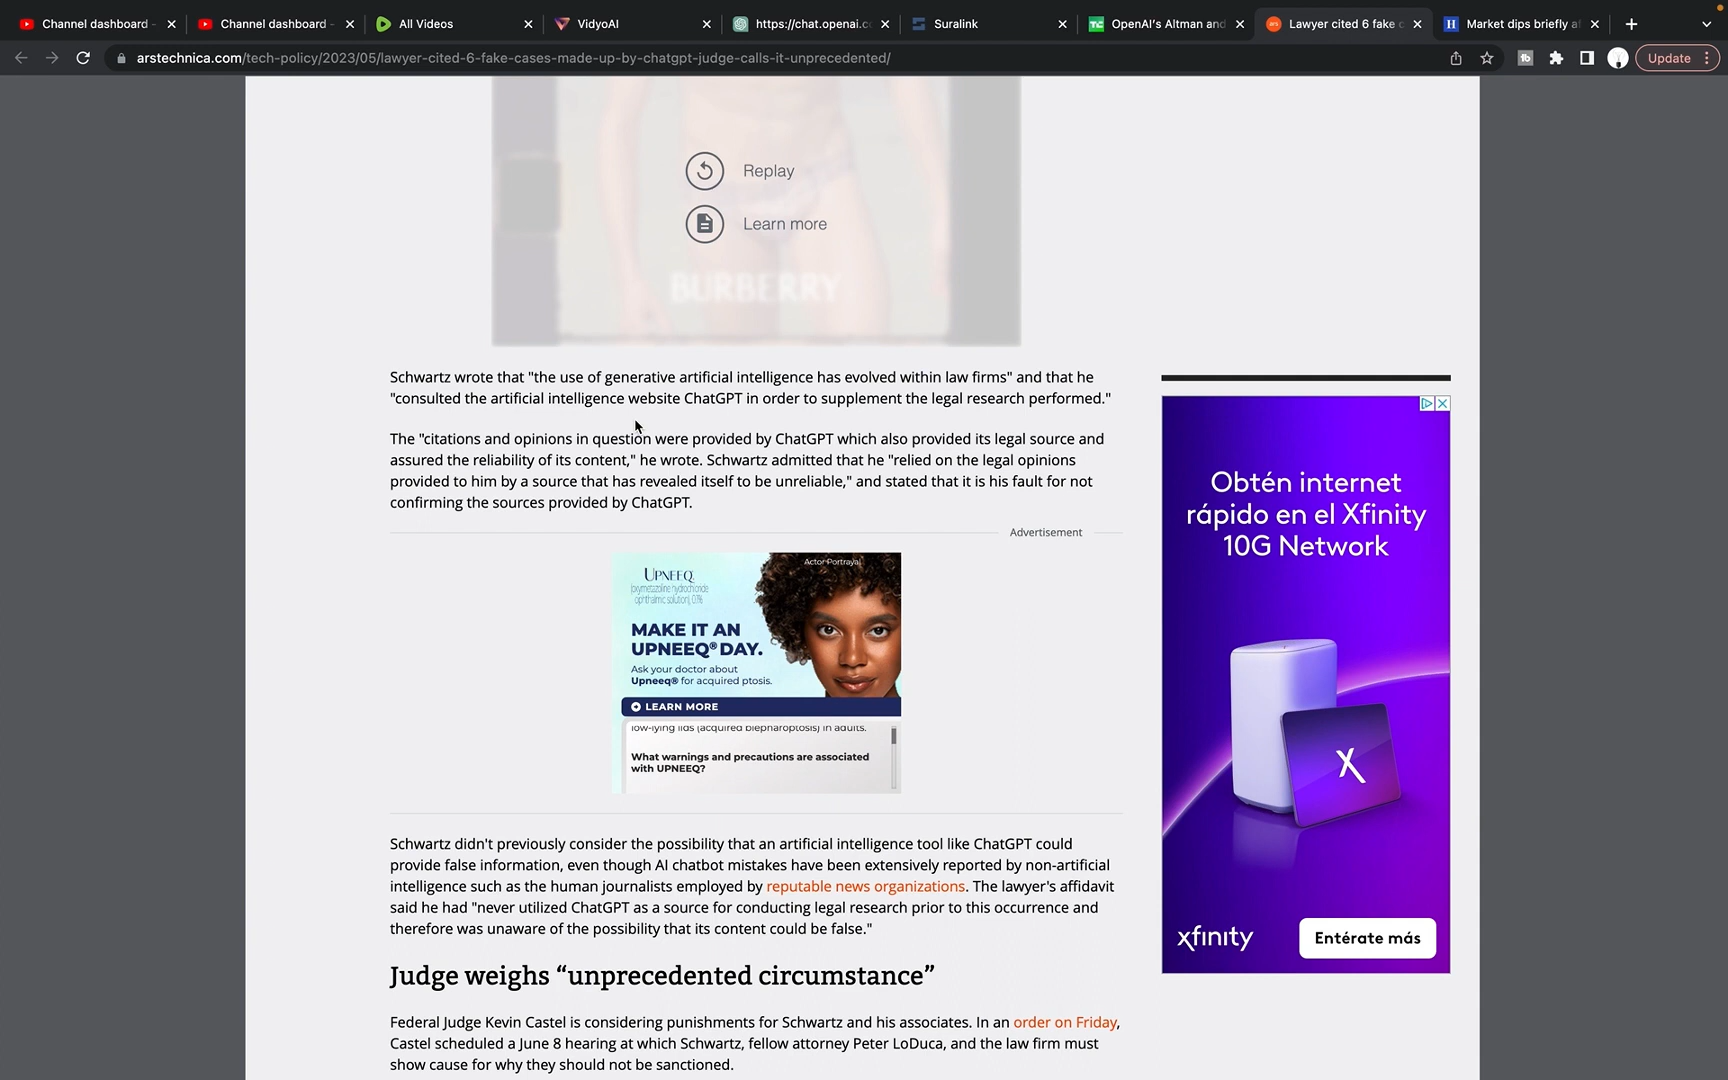 Channel dashboard -
Channel dashboard -
All Videos
VidyoAI
https://chat.openai.c
Suralink
OpenAI's Altman and
Lawyer cited 6 fake c
Market dips briefly a
arstechnica.com/tech-policy/2023/05/lawyer-cited-6-fake-cases-made-up-by-chatgpt-judge-calls-it-unprecedented/
Update
Replay
Learn more
BURBERRY
Schwartz wrote that "the use of generative artificial intelligence has evolved within law firms" and that he
"consulted the artificial intelligence website ChatGPT in order to supplement the legal research performed."
The "citations and opinions in question were provided by ChatGPT which also provided its legal source and
assured the reliability of its content," he wrote. Schwartz admitted that he "relied on the legal opinions
provided to him by a source that has revealed itself to be unreliable," and stated that it is his fault for not
confirming the sources provided by ChatGPT.
Advertisement
Actor Portrayal
UPNEEQ
(oxymetazoline hydrochloride
ophthalmic solution), 0.1%
MAKE IT AN
UPNEEQ® DAY.
Ask your doctor about
Upneeq® for acquired ptosis.
LEARN MORE
low-lying lids (acquired blepharoptosis) in adults.
What warnings and precautions are associated
with UPNEEQ?
Schwartz didn't previously consider the possibility that an artificial intelligence tool like ChatGPT could
provide false information, even though AI chatbot mistakes have been extensively reported by non-artificial
intelligence such as the human journalists employed by reputable news organizations. The lawyer's affidavit
said he had "never utilized ChatGPT as a source for conducting legal research prior to this occurrence and
therefore was unaware of the possibility that its content could be false."
Judge weighs “unprecedented circumstance”
Federal Judge Kevin Castel is considering punishments for Schwartz and his associates. In an order on Friday,
Castel scheduled a June 8 hearing at which Schwartz, fellow attorney Peter LoDuca, and the law firm must
show cause for why they should not be sanctioned.
Obtén internet
rápido en el Xfinity
10G Network
X
xfinity
Entérate más